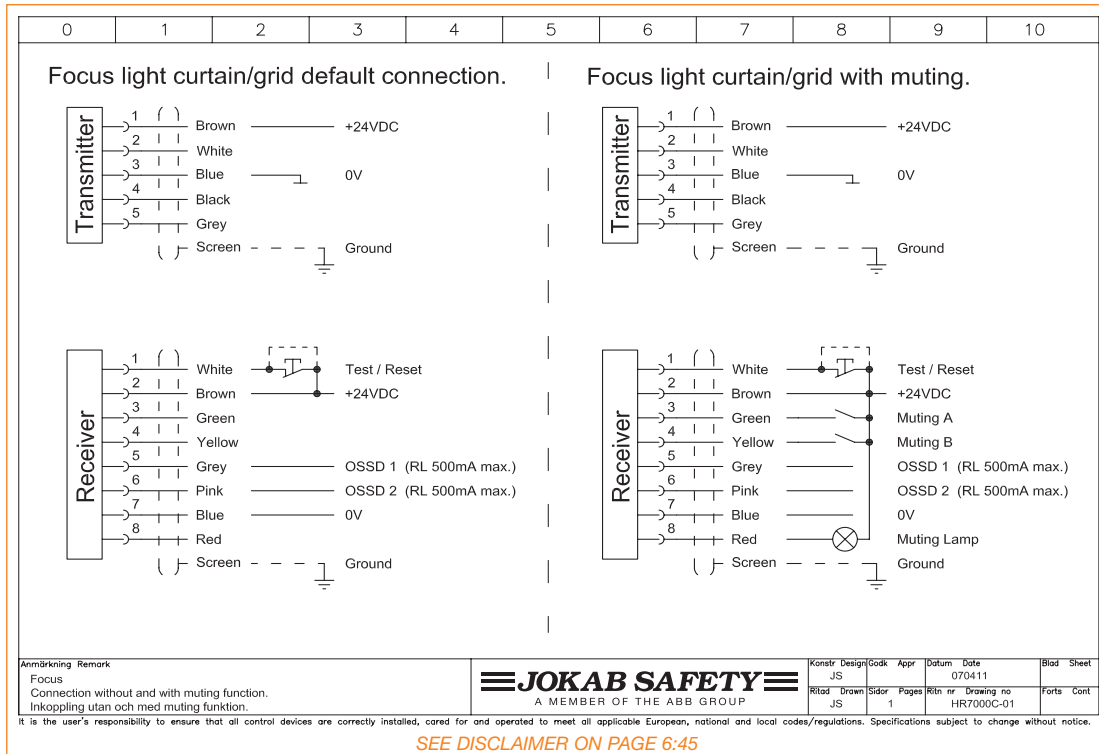 0 1 2 3 4 5 6 7 8 9 10
Focus light curtain/grid default connection.
Transmitter
1 Brown +24VDC
2 White
3 Blue 0V
4 Black
5 Grey
Screen Ground
Receiver
1 White Test / Reset
2 Brown +24VDC
3 Green
4 Yellow
5 Grey OSSD 1 (RL 500mA max.)
6 Pink OSSD 2 (RL 500mA max.)
7 Blue 0V
8 Red
Screen Ground
Focus light curtain/grid with muting.
Transmitter
1 Brown +24VDC
2 White
3 Blue 0V
4 Black
5 Grey
Screen Ground
Receiver
1 White Test / Reset
2 Brown +24VDC
3 Green Muting A
4 Yellow Muting B
5 Grey OSSD 1 (RL 500mA max.)
6 Pink OSSD 2 (RL 500mA max.)
7 Blue 0V
8 Red Muting Lamp
Screen Ground
Anmärkning Remark
Focus
Connection without and with muting function.
Inkoppling utan och med muting funktion.
JOKAB SAFETY
A MEMBER OF THE ABB GROUP
Konstr Design Godk Appr Datum Date Blad Sheet
JS 070411
Ritad Drawn Sidor Pages Ritn nr Drawing no Forts Cont
JS 1 HR7000C-01
It is the user's responsibility to ensure that all control devices are correctly installed, cared for and operated to meet all applicable European, national and local codes/regulations. Specifications subject to change without notice.
SEE DISCLAIMER ON PAGE 6:45